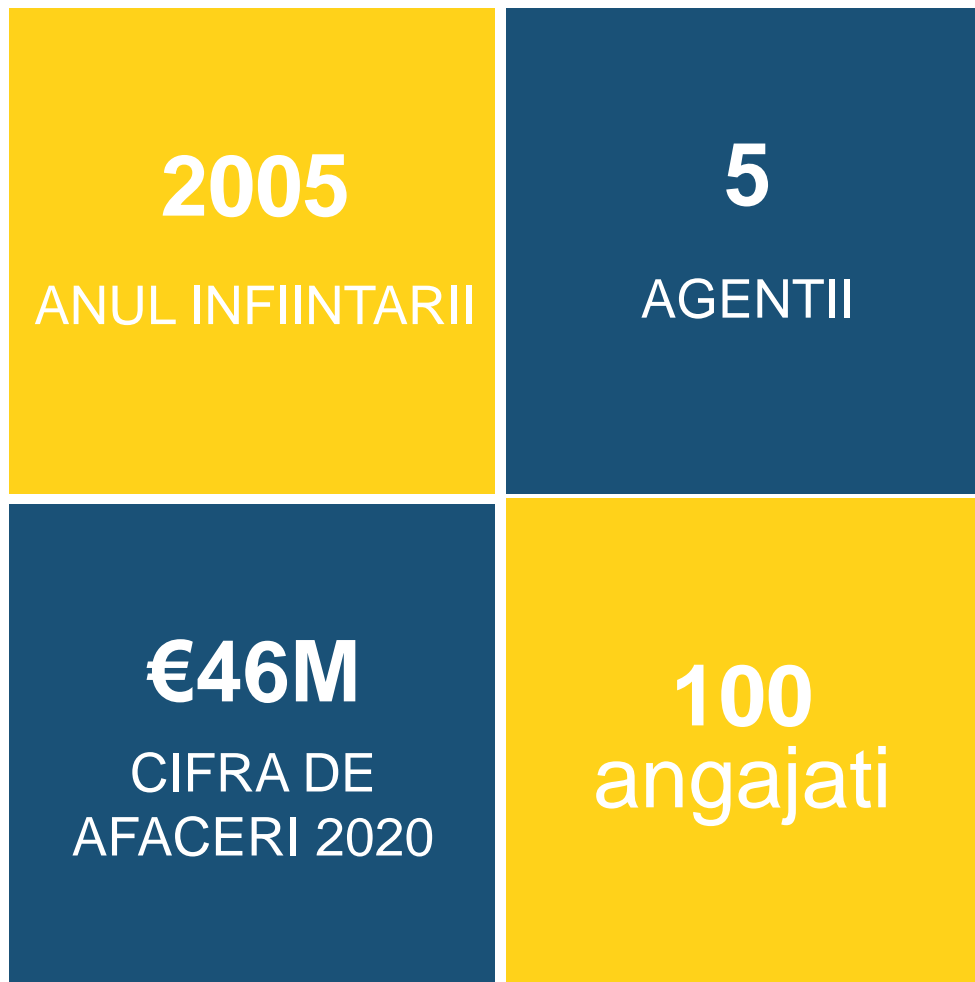 2005
ANUL INFIINTARII
5
AGENTII
€46M
CIFRA DE
AFACERI 2020
100
angajati